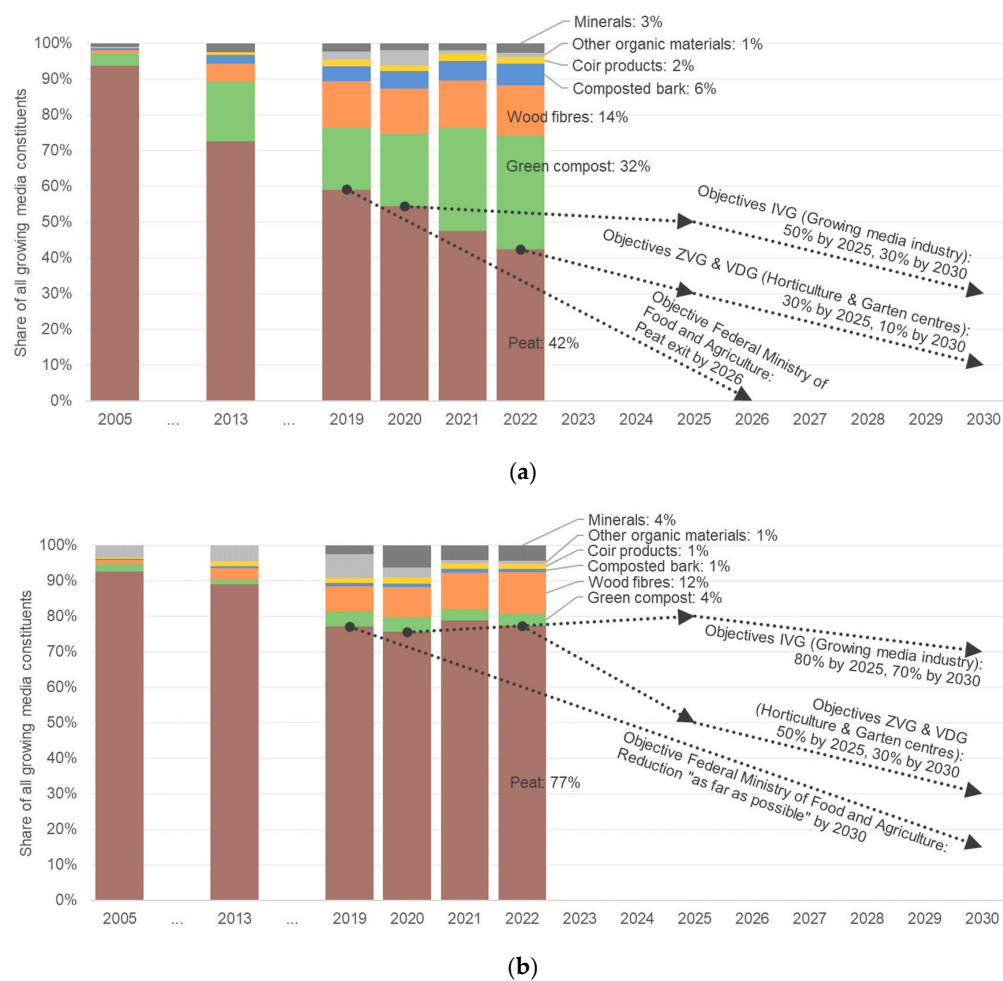 Share of all growing media constituents
100%
90%
80%
70%
60%
50%
40%
30%
20%
10%
0%
Minerals: 3%
Other organic materials: 1%
Coir products: 2%
Composted bark: 6%
Wood fibres: 14%
Green compost: 32%
Peat: 42%
Objectives IVG (Growing media industry):
50% by 2025, 30% by 2030
Objectives ZVG & VDG (Horticulture & Garten centres):
30% by 2025, 10% by 2030
Objective Federal Ministry of
Food and Agriculture:
Peat exit by 2026
2005 ... 2013 ... 2019 2020 2021 2022 2023 2024 2025 2026 2027 2028 2029 2030
(a)
Share of all growing media constituents
100%
90%
80%
70%
60%
50%
40%
30%
20%
10%
0%
Minerals: 4%
Other organic materials: 1%
Coir products: 1%
Composted bark: 1%
Wood fibres: 12%
Green compost: 4%
Peat: 77%
Objectives IVG (Growing media industry):
80% by 2025, 70% by 2030
Objectives ZVG & VDG
(Horticulture & Garten centres):
50% by 2025, 30% by 2030
Objective Federal Ministry of Food and Agriculture:
Reduction "as far as possible" by 2030
2005 ... 2013 ... 2019 2020 2021 2022 2023 2024 2025 2026 2027 2028 2029 2030
(b)